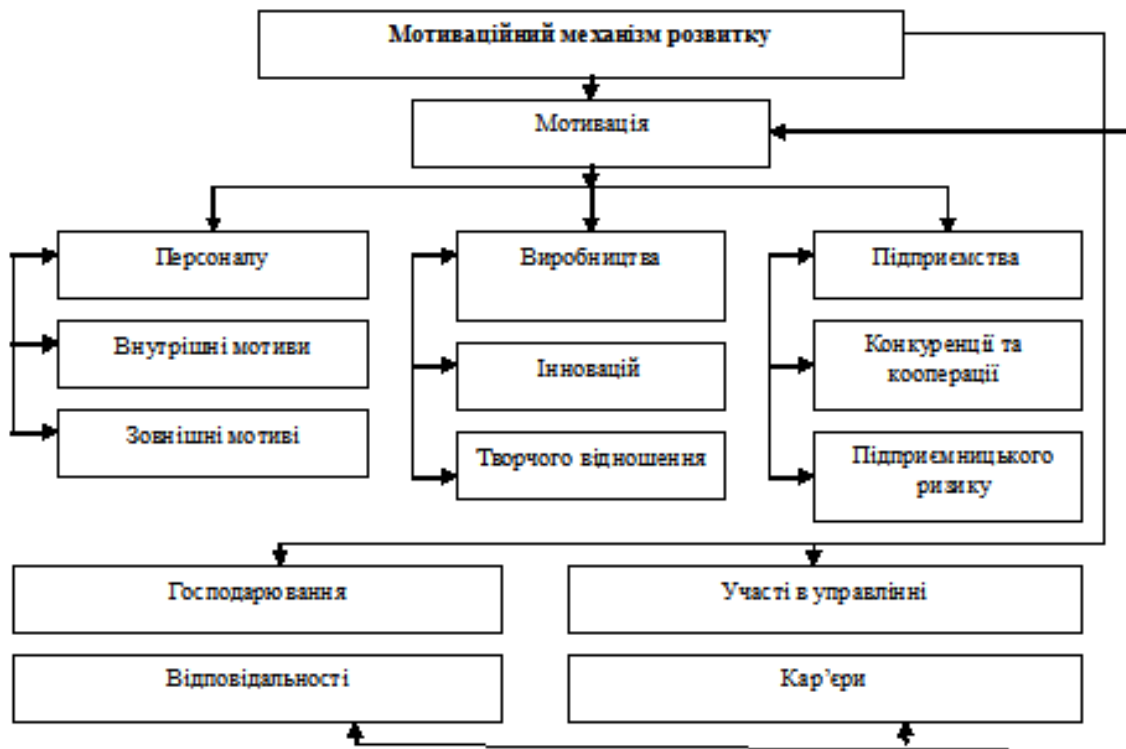 Мотиваційний механізм розвитку
Мотивація
Персоналу
Виробництва
Підприємства
Внутрішні мотиви
Інновацій
Конкуренції та
кооперації
Зовнішні мотиві
Творчого відношення
Підприємницького
ризику
Господарювання
Участі в управлінні
Відповідальності
Кар’єри